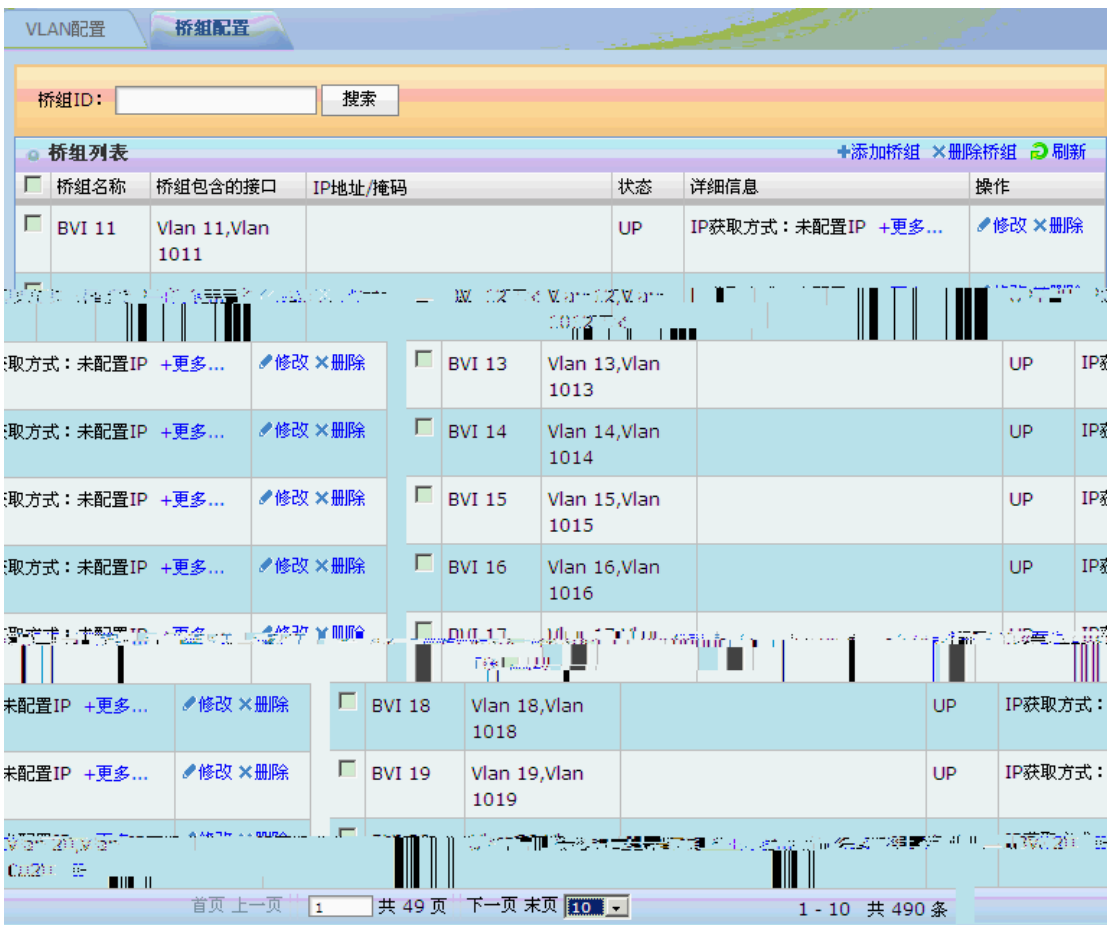 VLAN配置 桥组配置
桥组ID： 搜索
桥组列表 添加桥组 删除桥组 刷新
桥组名称 桥组包含的接口 IP地址/掩码 状态 详细信息 操作
BVI 11 Vlan 11,Vlan UP IP获取方式：未配置IP +更多... 修改 删除
1011
取方式：未配置IP +更多... 修改 删除 BVI 13 Vlan 13,Vlan UP
1013
取方式：未配置IP +更多... 修改 删除 BVI 14 Vlan 14,Vlan UP
1014
取方式：未配置IP +更多... 修改 删除 BVI 15 Vlan 15,Vlan UP
1015
取方式：未配置IP +更多... 修改 删除 BVI 16 Vlan 16,Vlan UP
1016
未配置IP +更多... 修改 删除 BVI 18 Vlan 18,Vlan UP IP获取方式：
1018
未配置IP +更多... 修改 删除 BVI 19 Vlan 19,Vlan UP IP获取方式：
1019
首页 上一页 1 共 49 页 下一页 末页 10 1 - 10 共 490 条